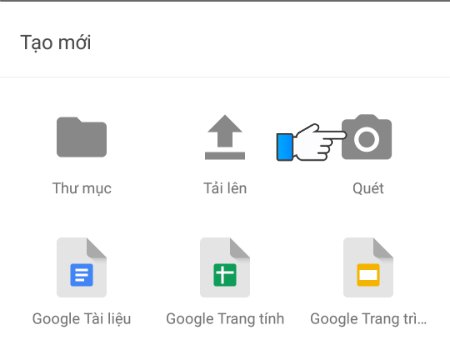 Tạo mới
Thư mục
Tải lên
Quét
Google Tài liệu
Google Trang tính
Google Trang trì...